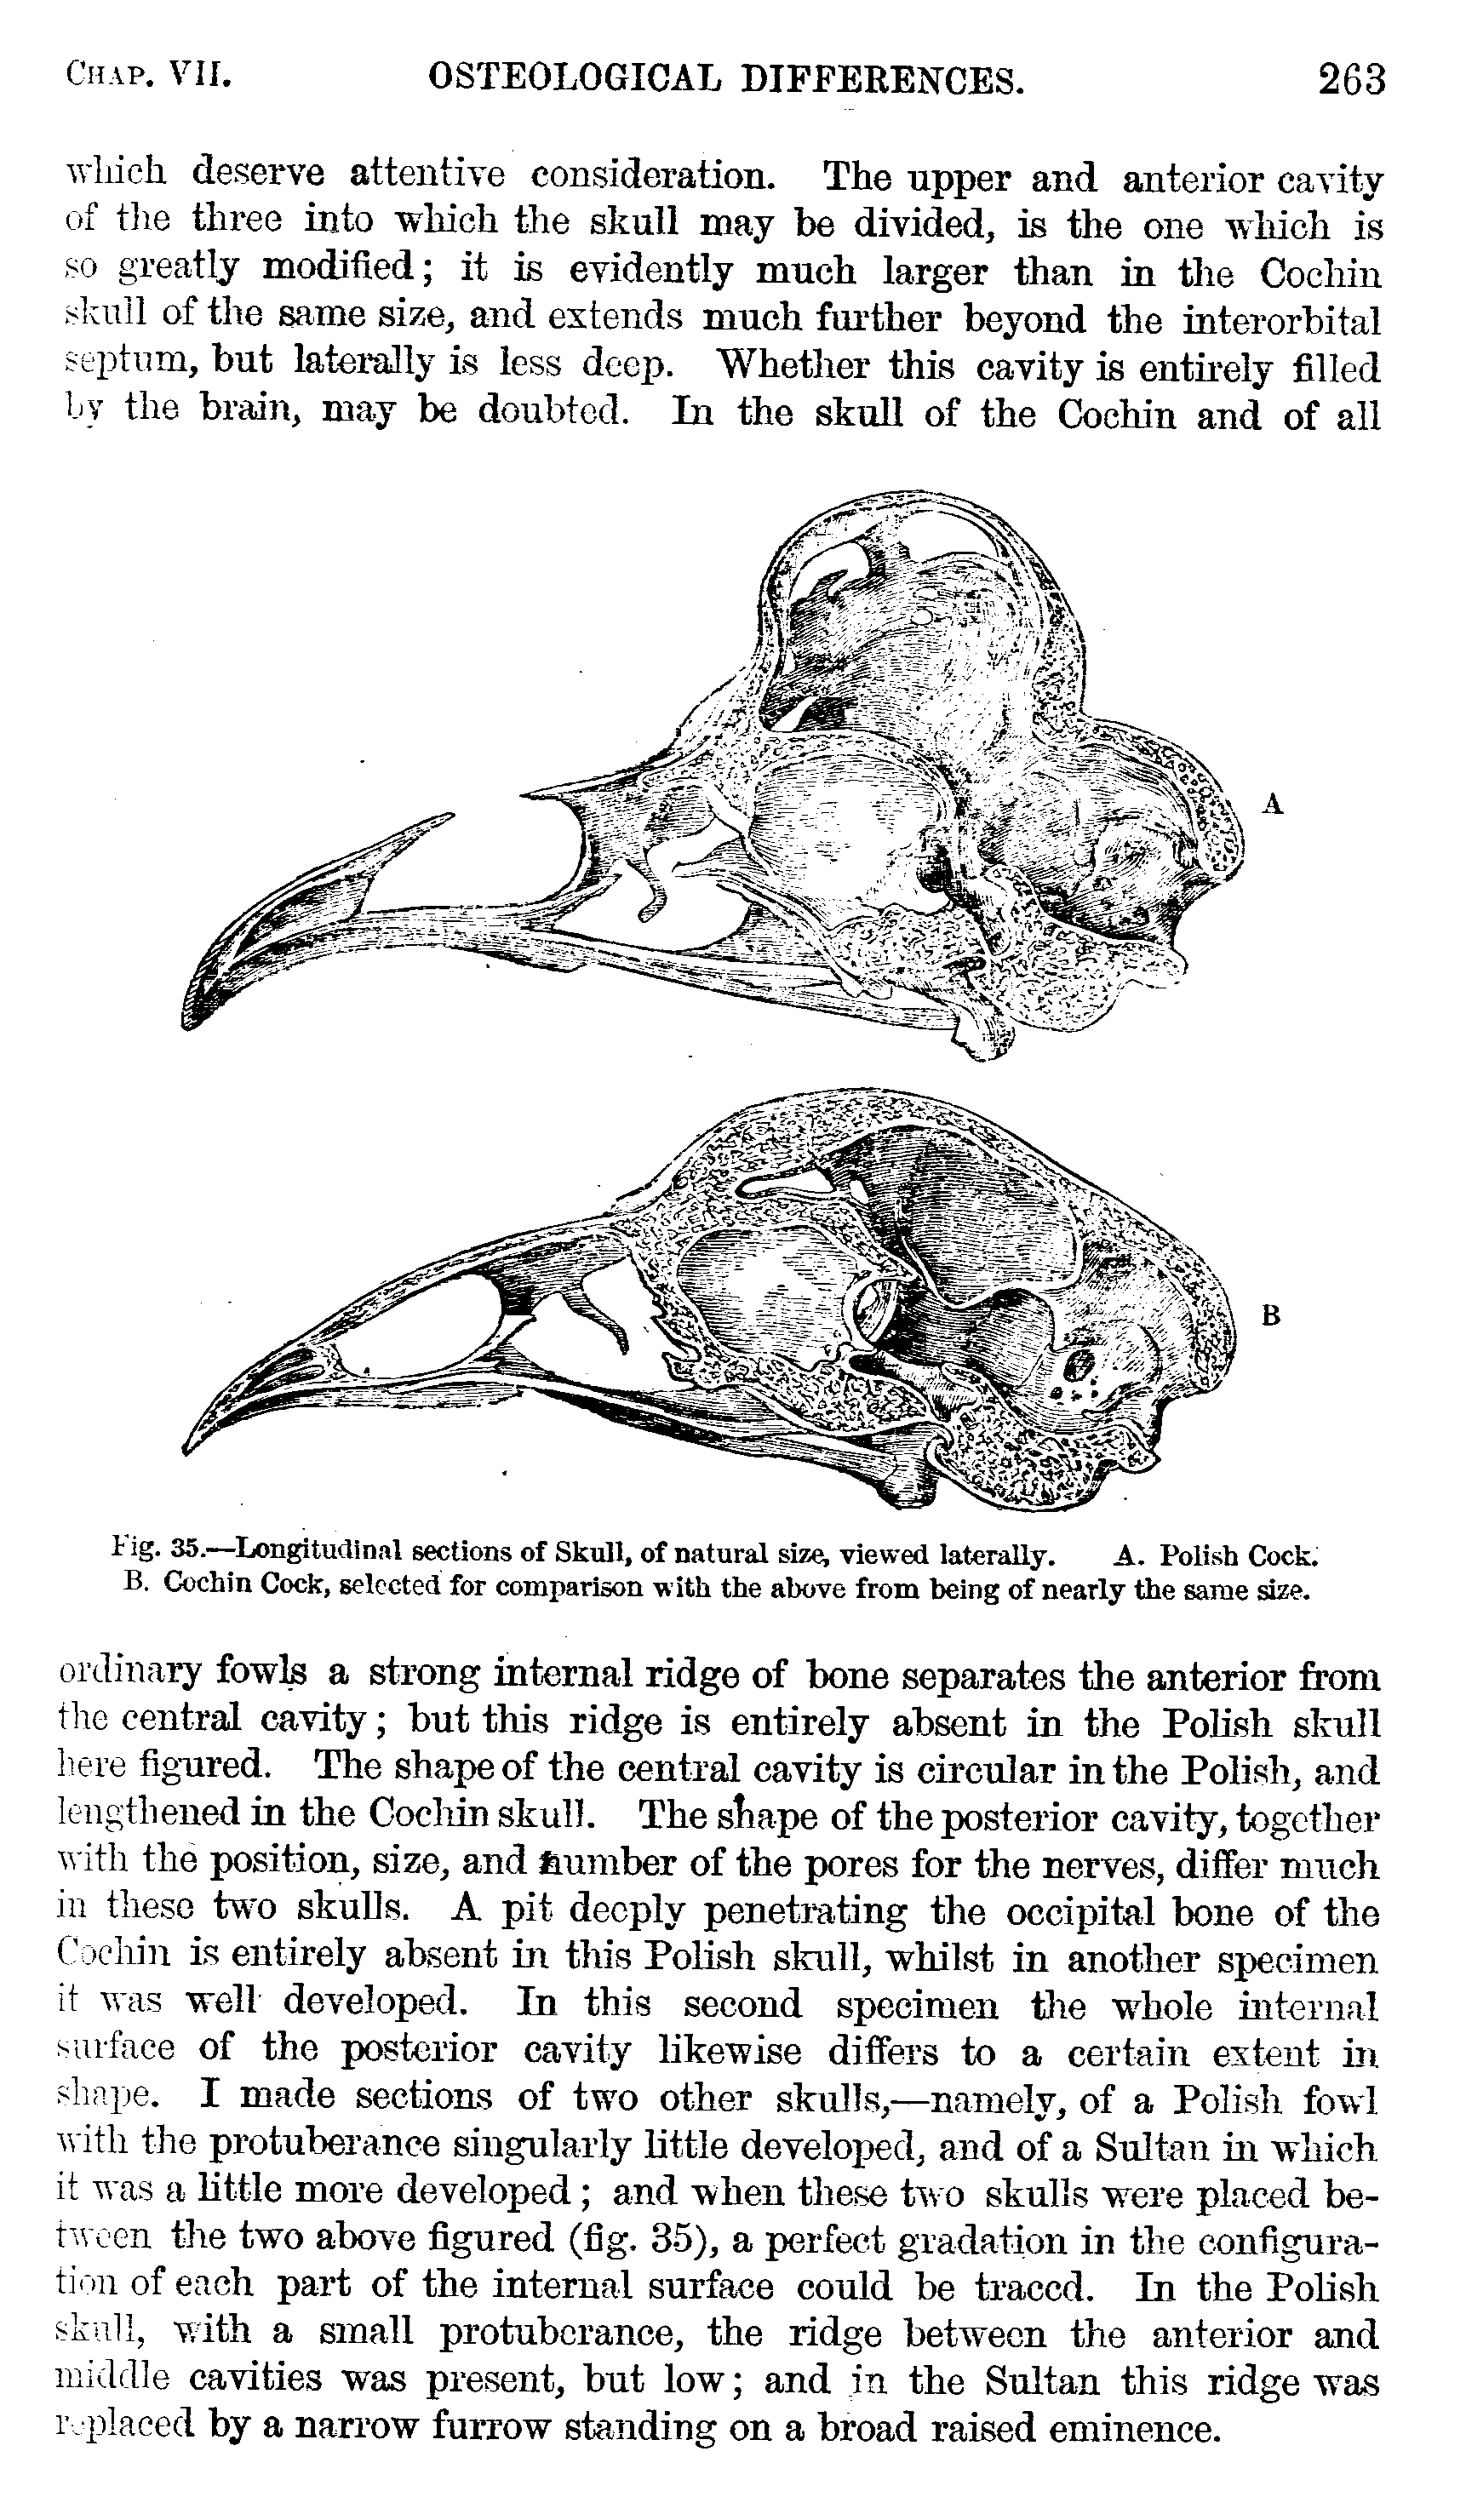 CHAP. VII. OSTEOLOGICAL DIFFERENCES. 263
which deserve attentive consideration. The upper and anterior cavity
of the three into which the skull may be divided, is the one which is
so greatly modified; it is evidently much larger than in the Cochin
skull of the same size, and extends much further beyond the interorbital
septum, but laterally is less deep. Whether this cavity is entirely filled
by the brain, may be doubted. In the skull of the Cochin and of all
A
B
Fig. 35.—Longitudinal sections of Skull, of natural size, viewed laterally. A. Polish Cock.
B. Cochin Cock, selected for comparison with the above from being of nearly the same size.
ordinary fowls a strong internal ridge of bone separates the anterior from
the central cavity; but this ridge is entirely absent in the Polish skull
here figured. The shape of the central cavity is circular in the Polish, and
lengthened in the Cochin skull. The shape of the posterior cavity, together
with the position, size, and number of the pores for the nerves, differ much
in these two skulls. A pit deeply penetrating the occipital bone of the
Cochin is entirely absent in this Polish skull, whilst in another specimen
it was well developed. In this second specimen the whole internal
surface of the posterior cavity likewise differs to a certain extent in
shape. I made sections of two other skulls,—namely, of a Polish fowl
with the protuberance singularly little developed, and of a Sultan in which
it was a little more developed; and when these two skulls were placed be-
tween the two above figured (fig. 35), a perfect gradation in the configura-
tion of each part of the internal surface could be traced. In the Polish
skull, with a small protuberance, the ridge between the anterior and
middle cavities was present, but low; and in the Sultan this ridge was
replaced by a narrow furrow standing on a broad raised eminence.